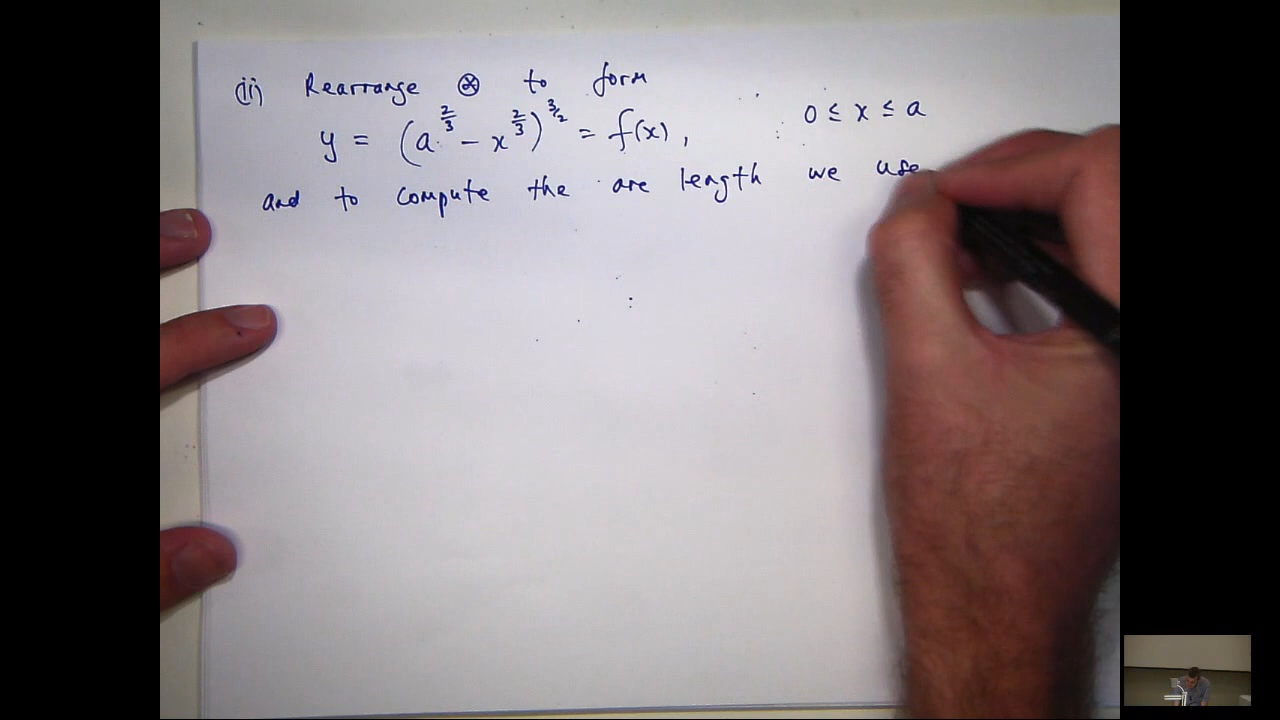 (ii) Rearrange ⊛ to form
y = (a^{2/3} - x^{2/3})^{3/2} = f(x), 0 ≤ x ≤ a
and to compute the arc length we use